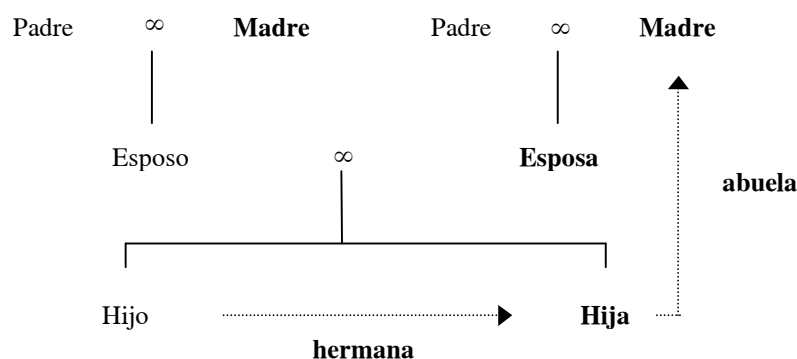 Padre ∞ Madre Padre ∞ Madre
Esposo ∞ Esposa
abuela
Hijo Hija
hermana